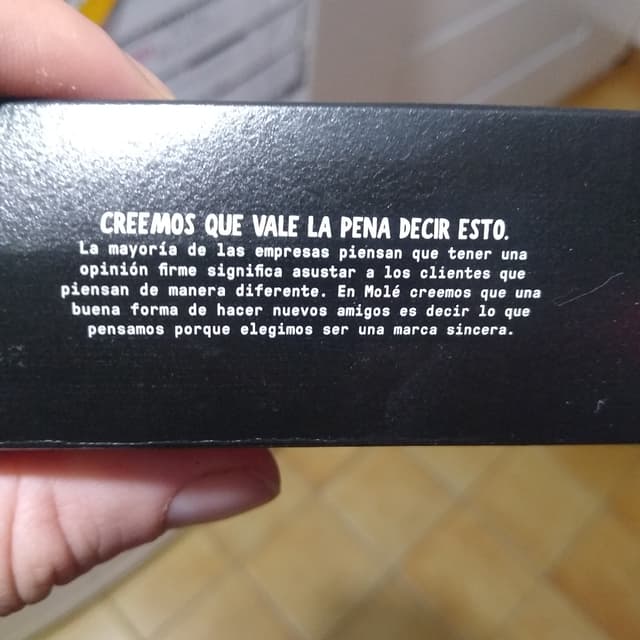 CREEMOS QUE VALE LA PENA DECIR ESTO.
La mayoría de las empresas piensan que tener una
opinión firme significa asustar a los clientes que
piensan de manera diferente. En Molé creemos que una
buena forma de hacer nuevos amigos es decir lo que
pensamos porque elegimos ser una marca sincera.